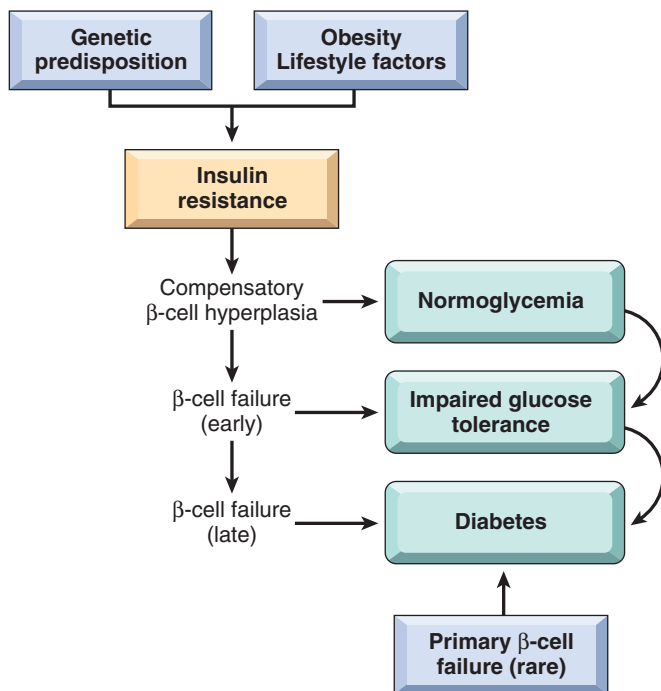 Genetic
predisposition
Obesity
Lifestyle factors
Insulin
resistance
Compensatory
β-cell hyperplasia
Normoglycemia
β-cell failure
(early)
Impaired glucose
tolerance
β-cell failure
(late)
Diabetes
Primary β-cell
failure (rare)